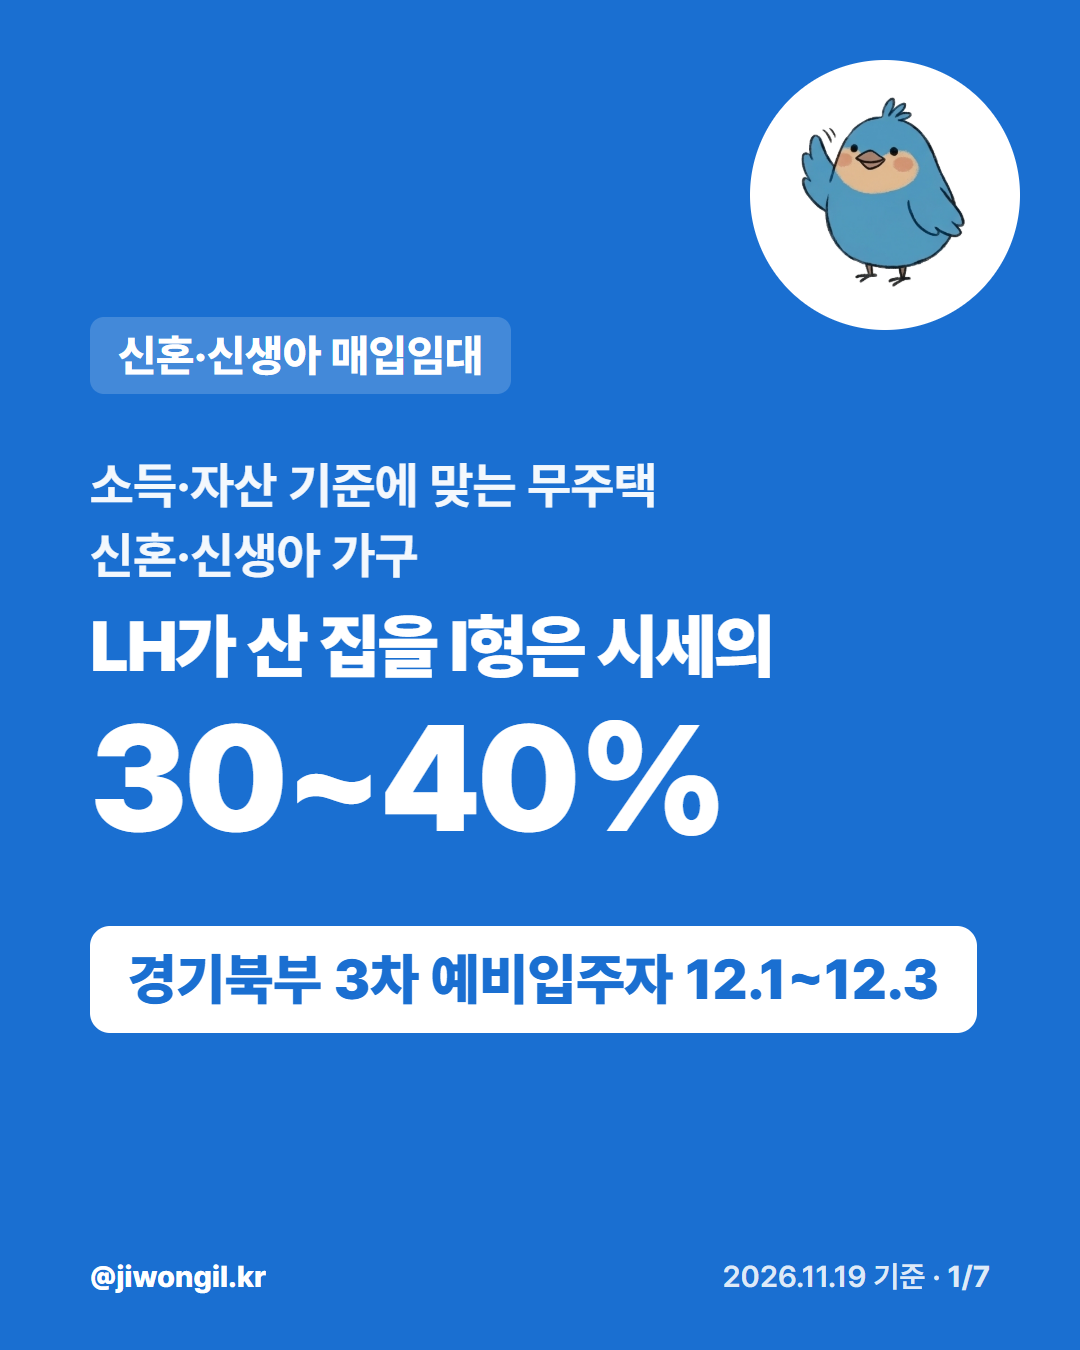 신혼·신생아 매입임대
소득·자산 기준에 맞는 무주택
신혼·신생아 가구
LH가 산 집을 I형은 시세의
30~40%
경기북부 3차 예비입주자 12.1~12.3
@jiwongil.kr
2026.11.19 기준 · 1/7